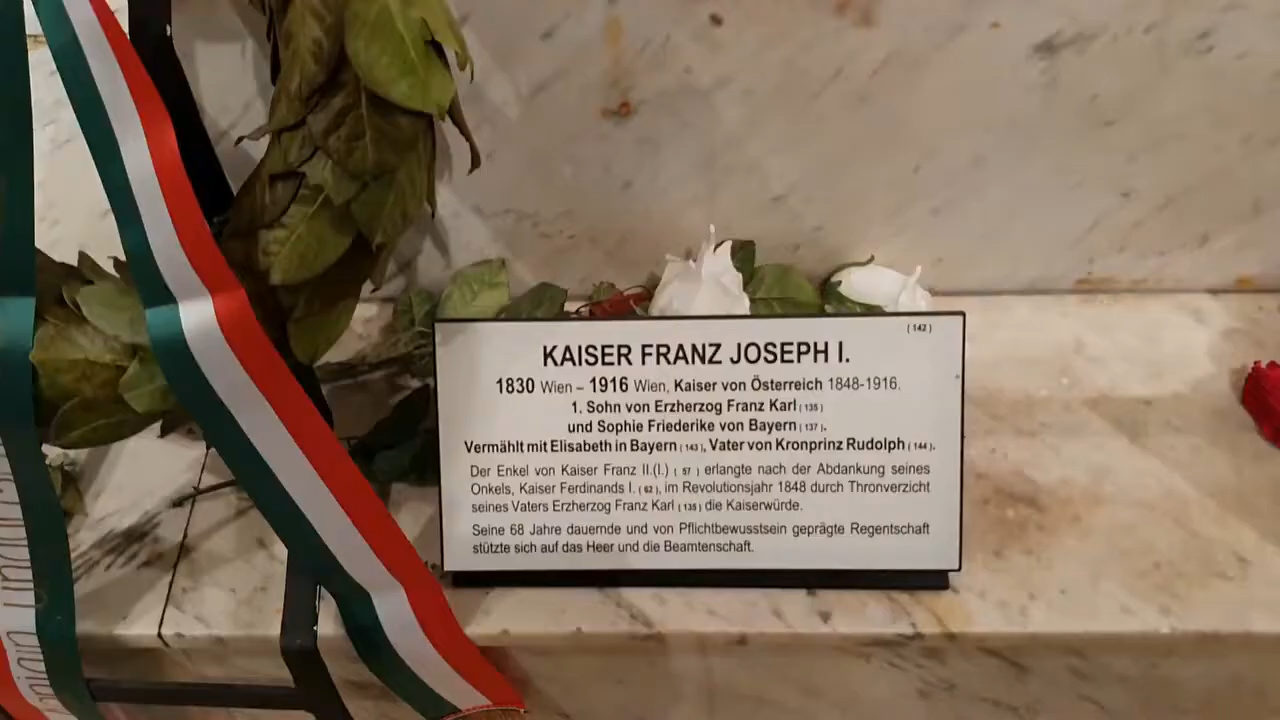 ( 142 )
KAISER FRANZ JOSEPH I.
1830 Wien – 1916 Wien, Kaiser von Österreich 1848-1916.
1. Sohn von Erzherzog Franz Karl ( 135 )
und Sophie Friederike von Bayern ( 137 ).
Vermählt mit Elisabeth in Bayern ( 143 ), Vater von Kronprinz Rudolph ( 144 ).
Der Enkel von Kaiser Franz II.(I.) ( 57 ) erlangte nach der Abdankung seines
Onkels, Kaiser Ferdinands I. ( 62 ), im Revolutionsjahr 1848 durch Thronverzicht
seines Vaters Erzherzog Franz Karl ( 135 ) die Kaiserwürde.
Seine 68 Jahre dauernde und von Pflichtbewusstsein geprägte Regentschaft
stützte sich auf das Heer und die Beamtenschaft.